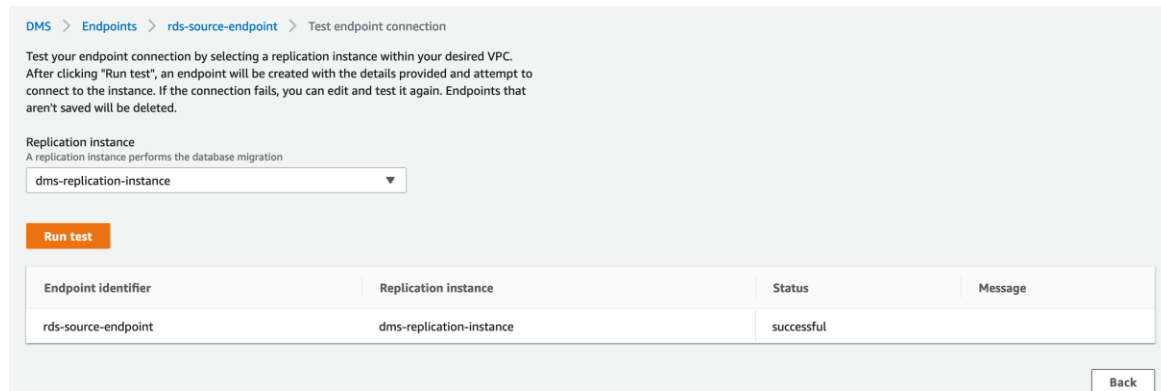 DMS > Endpoints > rds-source-endpoint > Test endpoint connection
Test your endpoint connection by selecting a replication instance within your desired VPC.
After clicking "Run test", an endpoint will be created with the details provided and attempt to
connect to the instance. If the connection fails, you can edit and test it again. Endpoints that
aren't saved will be deleted.
Replication instance
A replication instance performs the database migration
dms-replication-instance
Run test
Endpoint identifier Replication instance Status Message
rds-source-endpoint dms-replication-instance successful
Back